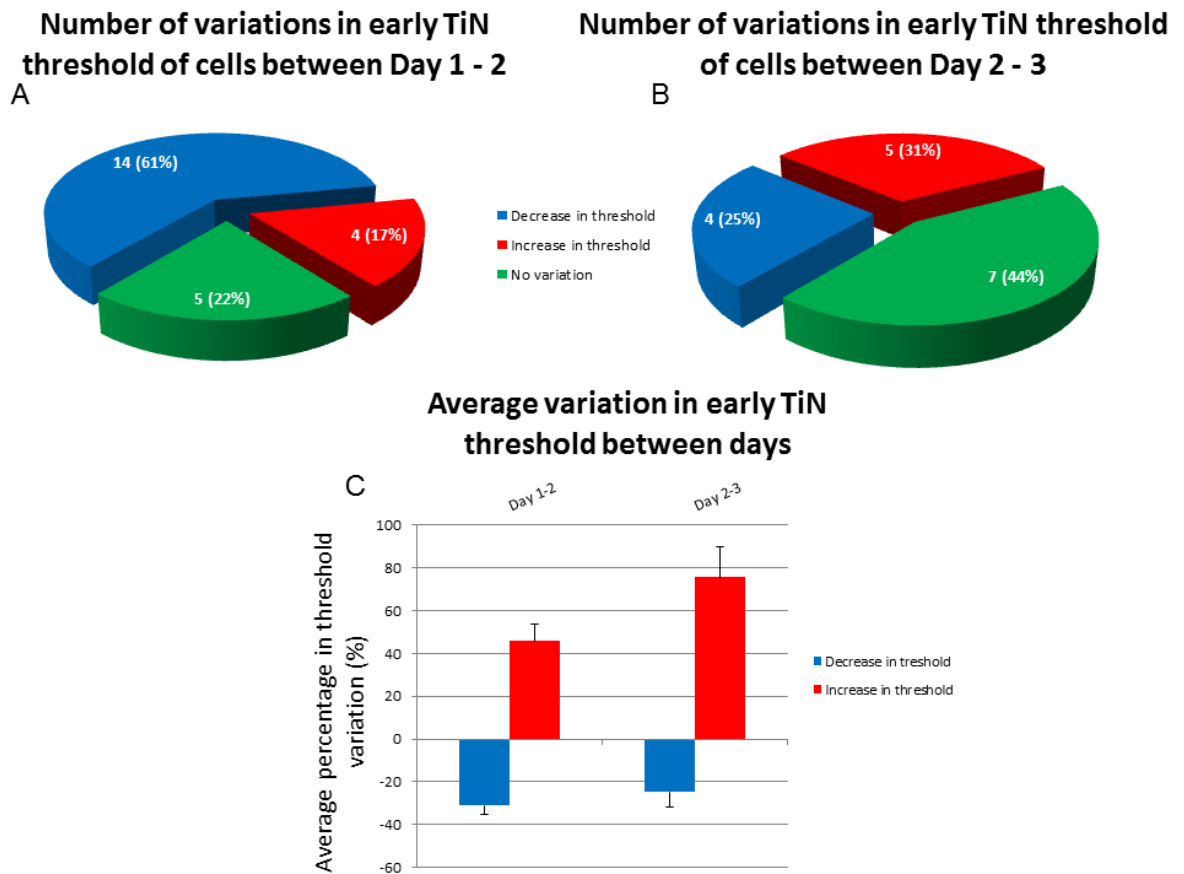 Number of variations in early TiN
threshold of cells between Day 1 - 2
A
14 (61%)
4 (17%)
5 (22%)
Decrease in threshold
Increase in threshold
No variation
Number of variations in early TiN threshold
of cells between Day 2 - 3
B
5 (31%)
4 (25%)
7 (44%)
Average variation in early TiN
threshold between days
C
Day 1-2
Day 2-3
Average percentage in threshold
variation (%)
100
80
60
40
20
0
-20
-40
-60
Decrease in treshold
Increase in threshold